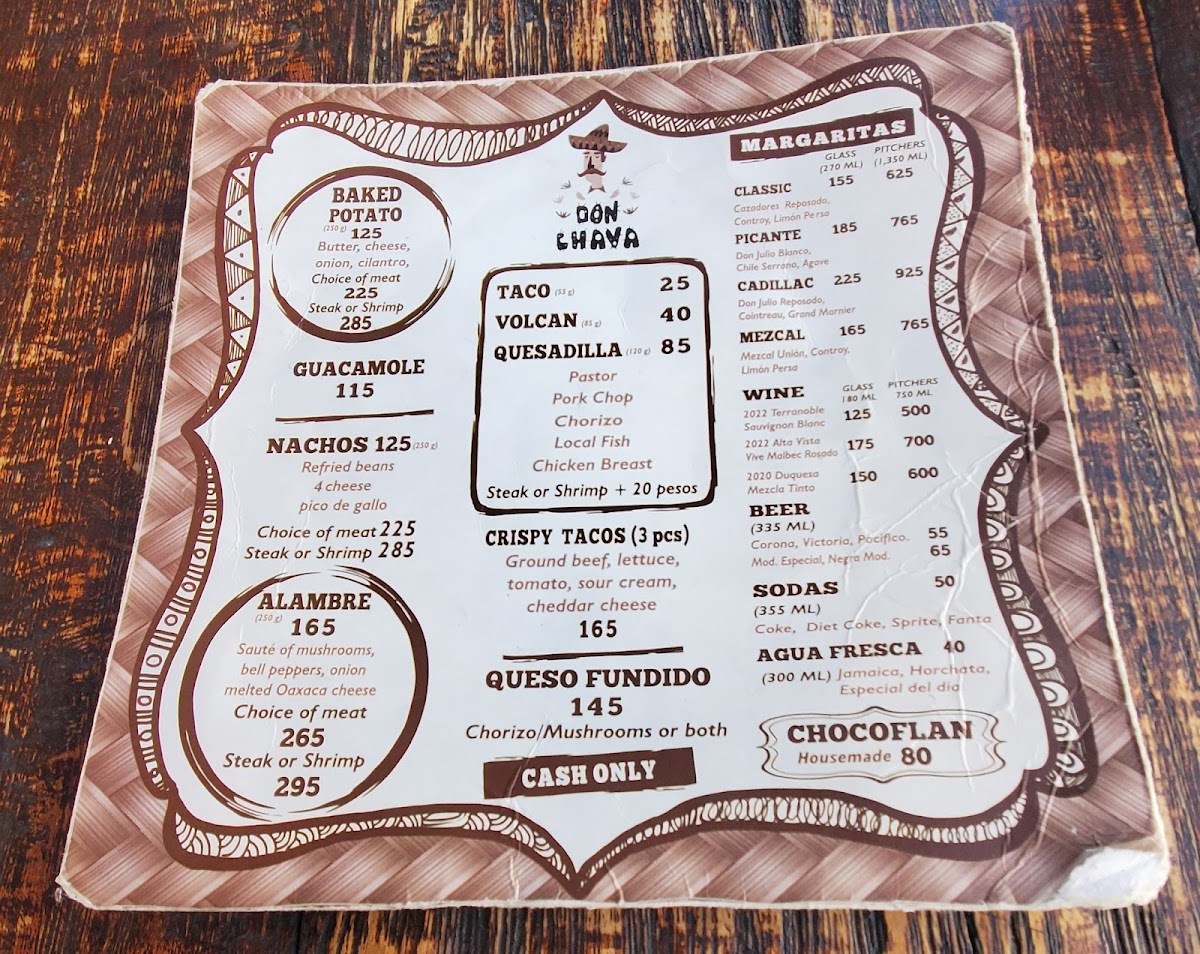 DON
CHAVA
BAKED
POTATO
(250 g) 125
Butter, cheese,
onion, cilantro,
Choice of meat
225
Steak or Shrimp
285
GUACAMOLE
115
NACHOS 125 (250 g)
Refried beans
4 cheese
pico de gallo
Choice of meat 225
Steak or Shrimp 285
ALAMBRE
(250 g) 165
Sauté of mushrooms,
bell peppers, onion
melted Oaxaca cheese
Choice of meat
265
Steak or Shrimp
295
TACO (55 g) 25
VOLCAN (85 g) 40
QUESADILLA (120 g) 85
Pastor
Pork Chop
Chorizo
Local Fish
Chicken Breast
Steak or Shrimp + 20 pesos
CRISPY TACOS (3 pcs)
Ground beef, lettuce,
tomato, sour cream,
cheddar cheese
165
QUESO FUNDIDO
145
Chorizo/Mushrooms or both
CASH ONLY
MARGARITAS
GLASS PITCHERS
(270 ML) (1,350 ML)
CLASSIC 155 625
Cazadores Reposado,
Controy, Limón Persa
PICANTE 185 765
Don Julio Blanco,
Chile Serrano, Agave
CADILLAC 225 925
Don Julio Reposado,
Cointreau, Grand Marnier
MEZCAL 165 765
Mezcal Unión, Controy,
Limón Persa
WINE GLASS PITCHERS
180 ML 750 ML
2022 Terranoble 125 500
Sauvignon Blanc
2022 Alta Vista 175 700
Vive Malbec Rosado
2020 Duquesa 150 600
Mezcla Tinto
BEER
(335 ML)
Corona, Victoria, Pacifico. 55
Mod. Especial, Negra Mod. 65
SODAS 50
(355 ML)
Coke, Diet Coke, Sprite, Fanta
AGUA FRESCA 40
(300 ML) Jamaica, Horchata,
Especial del dia
CHOCOFLAN
Housemade 80